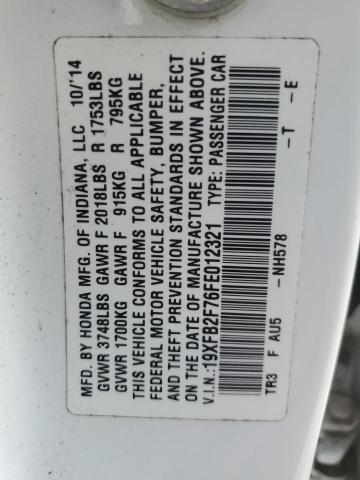 MFD. BY HONDA MFG. OF INDIANA, LLC 10/'14
GVWR 3748LBS GAWR F 2018LBS R 1753LBS
GVWR 1700KG GAWR F 915KG R 795KG
THIS VEHICLE CONFORMS TO ALL APPLICABLE
FEDERAL MOTOR VEHICLE SAFETY, BUMPER,
AND THEFT PREVENTION STANDARDS IN EFFECT
ON THE DATE OF MANUFACTURE SHOWN ABOVE.
V.I.N.:19XFB2F76FE012321 TYPE: PASSENGER CAR
TR3 F AU5 -NH578 -T -E